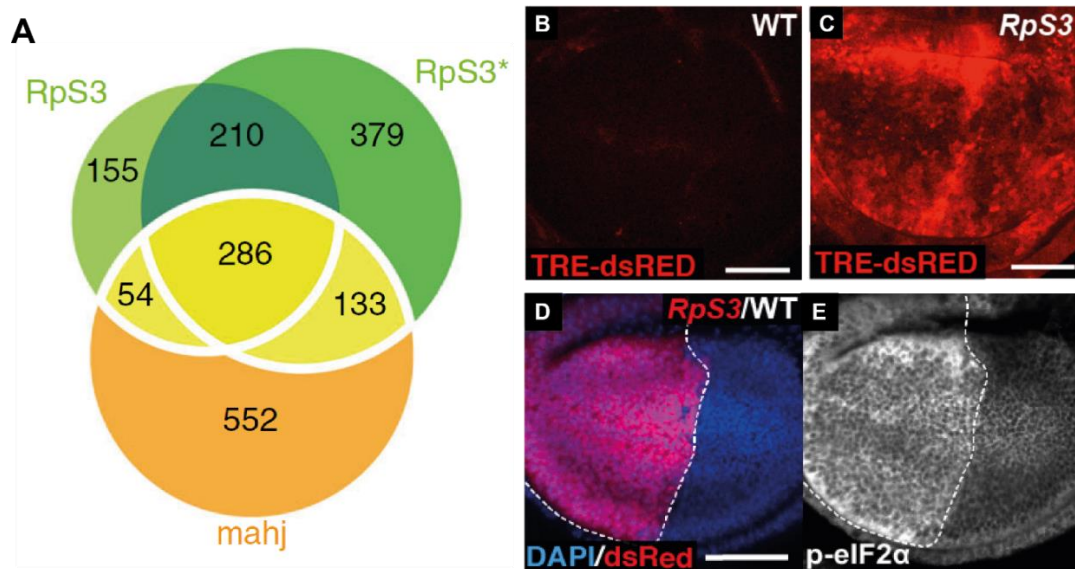 A
RpS3
RpS3*
155
210
379
286
54
133
552
mahj
B
WT
TRE-dsRED
C
RpS3
TRE-dsRED
D
RpS3/WT
DAPI/dsRed
E
p-eIF2α